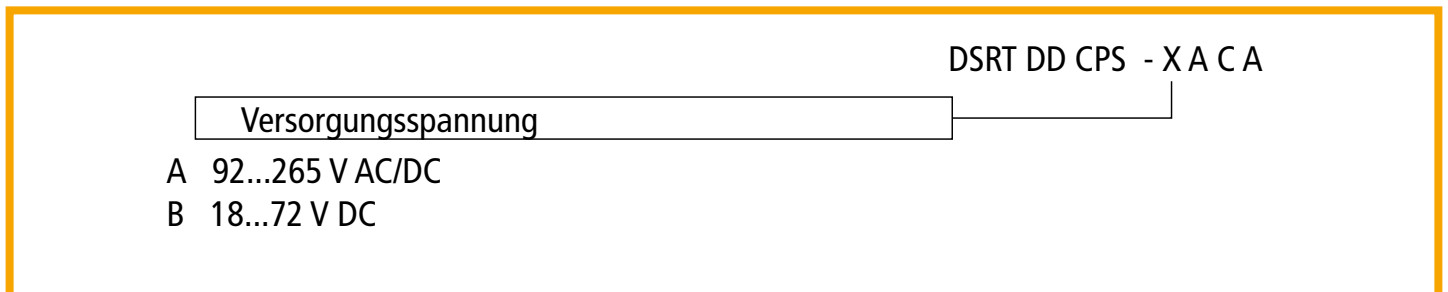 DSRT DD CPS - X A C A
Versorgungsspannung
A 92...265 V AC/DC
B 18...72 V DC